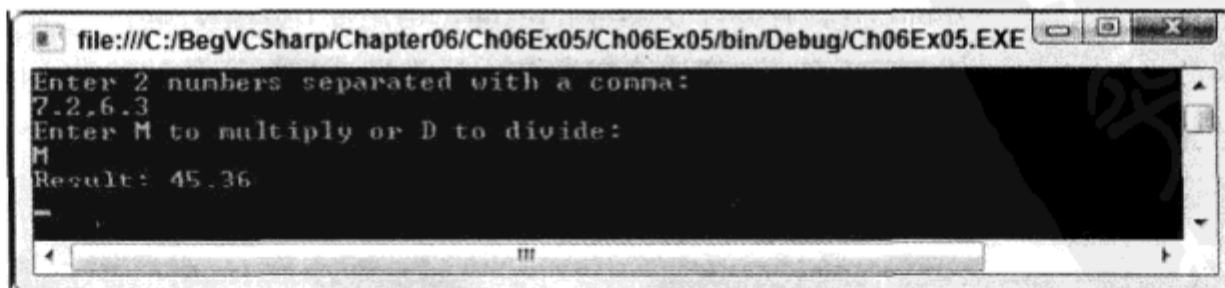 file:///C:/BegVCSharp/Chapter06/Ch06Ex05/Ch06Ex05/bin/Debug/Ch06Ex05.EXE
Enter 2 numbers separated with a comma:
7.2,6.3
Enter M to multiply or D to divide:
M
Result: 45.36